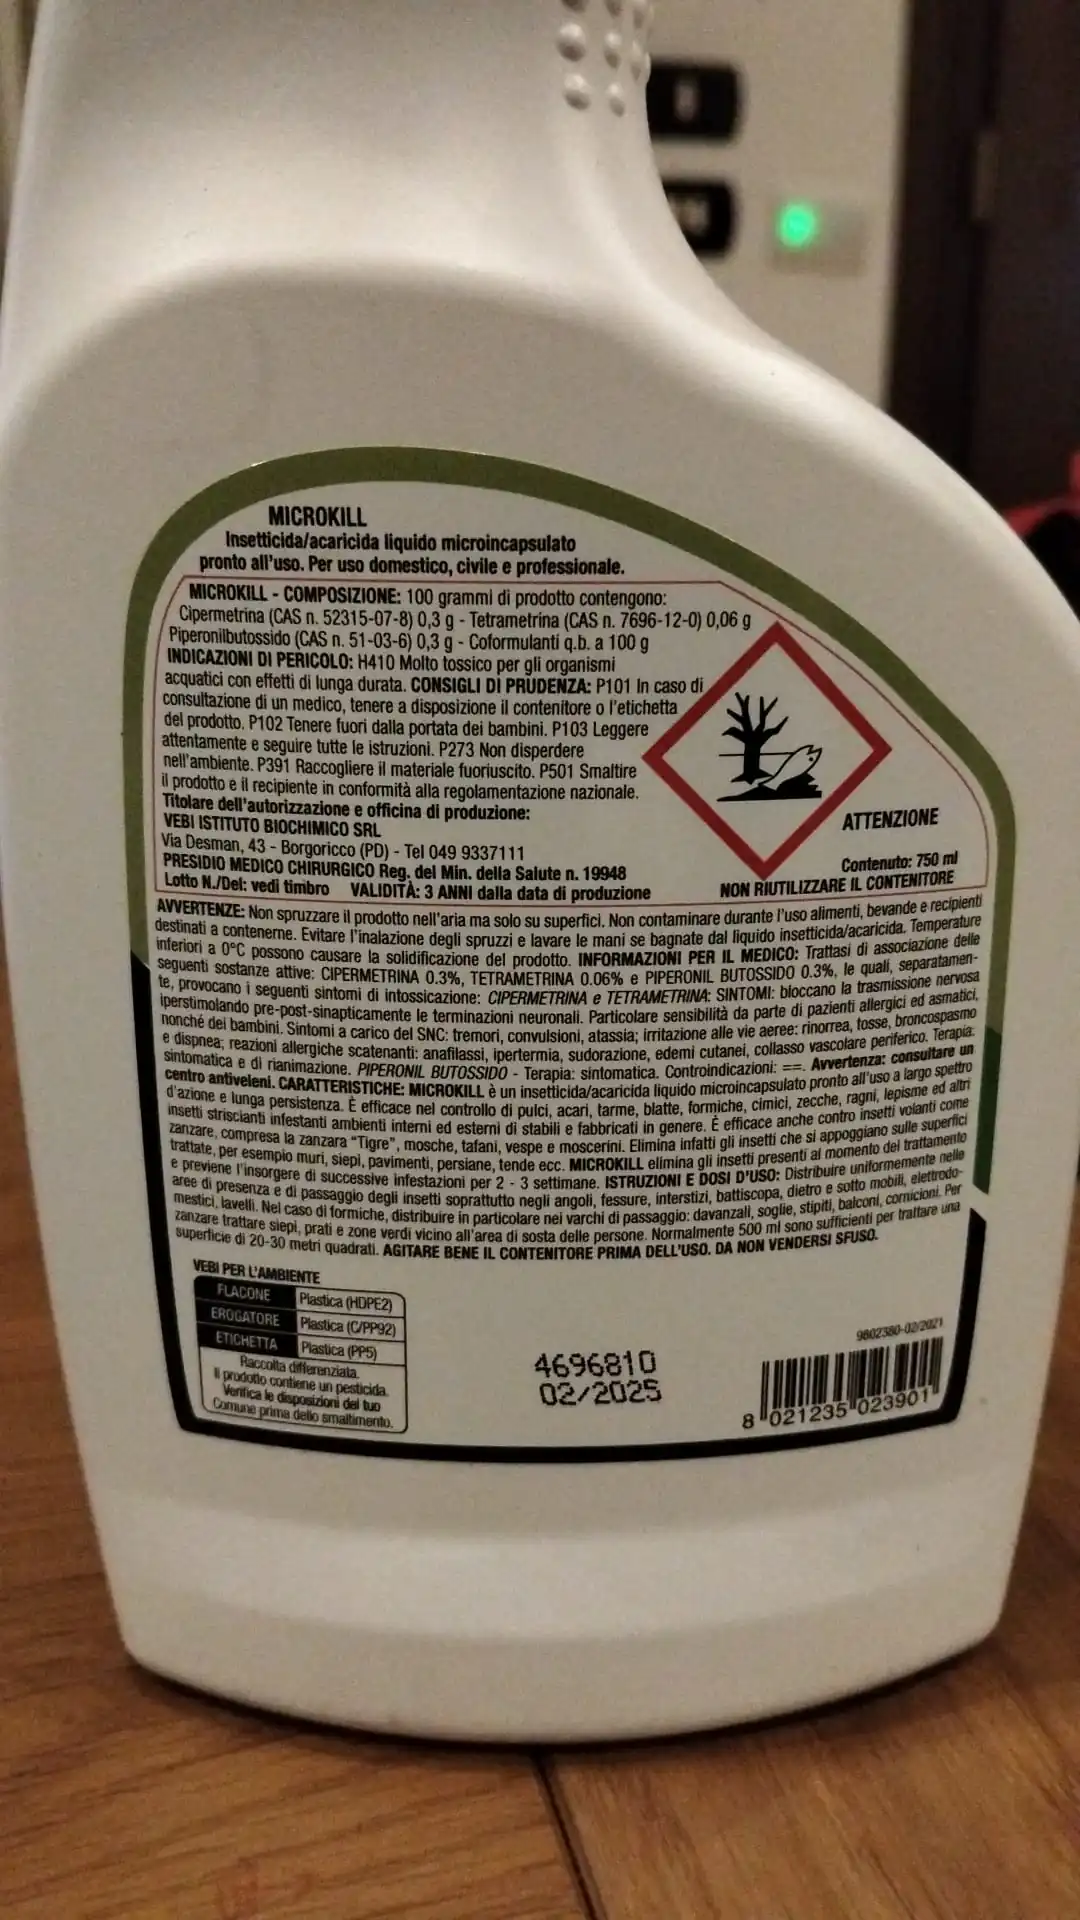 MICROKILL
Insetticida/acaricida liquido microincapsulato
pronto all'uso. Per uso domestico, civile e professionale.
MICROKILL - COMPOSIZIONE: 100 grammi di prodotto contengono:
Cipermetrina (CAS n. 52315-07-8) 0,3 g - Tetrametrina (CAS n. 7696-12-0) 0,06 g
Piperonilbutossido (CAS n. 51-03-6) 0,3 g - Coformulanti q.b. a 100 g
INDICAZIONI DI PERICOLO: H410 Molto tossico per gli organismi
acquatici con effetti di lunga durata. CONSIGLI DI PRUDENZA: P101 In caso di
consultazione di un medico, tenere a disposizione il contenitore o l'etichetta
del prodotto. P102 Tenere fuori dalla portata dei bambini. P103 Leggere
attentamente e seguire tutte le istruzioni. P273 Non disperdere
nell'ambiente. P391 Raccogliere il materiale fuoriuscito. P501 Smaltire
il prodotto e il recipiente in conformità alla regolamentazione nazionale.
Titolare dell'autorizzazione e officina di produzione:
VEBI ISTITUTO BIOCHIMICO SRL
Via Desman, 43 - Borgoricco (PD) - Tel 049 9337111
PRESIDIO MEDICO CHIRURGICO Reg. del Min. della Salute n. 19948
Lotto N./Del: vedi timbro VALIDITÀ: 3 ANNI dalla data di produzione
ATTENZIONE
Contenuto: 750 ml
NON RIUTILIZZARE IL CONTENITORE
AVVERTENZE: Non spruzzare il prodotto nell'aria ma solo su superfici. Non contaminare durante l'uso alimenti, bevande e recipienti
destinati a contenerne. Evitare l'inalazione degli spruzzi e lavare le mani se bagnate dal liquido insetticida/acaricida. Temperature
inferiori a 0°C possono causare la solidificazione del prodotto. INFORMAZIONI PER IL MEDICO: Trattasi di associazione delle
seguenti sostanze attive: CIPERMETRINA 0.3%, TETRAMETRINA 0.06% e PIPERONIL BUTOSSIDO 0.3%, le quali, separatamen-
te, provocano i seguenti sintomi di intossicazione: CIPERMETRINA e TETRAMETRINA: SINTOMI: bloccano la trasmissione nervosa
iperstimolando pre-post-sinapticamente le terminazioni neuronali. Particolare sensibilità da parte di pazienti allergici ed asmatici,
nonché dei bambini. Sintomi a carico del SNC: tremori, convulsioni, atassia; irritazione alle vie aeree: rinorrea, tosse, broncospasmo
e dispnea; reazioni allergiche scatenanti: anafilassi, ipertermia, sudorazione, edemi cutanei, collasso vascolare periferico. Terapia:
sintomatica e di rianimazione. PIPERONIL BUTOSSIDO - Terapia: sintomatica. Controindicazioni: ==. Avvertenza: consultare un
centro antiveleni. CARATTERISTICHE: MICROKILL è un insetticida/acaricida liquido microincapsulato pronto all'uso a largo spettro
d'azione e lunga persistenza. È efficace nel controllo di pulci, acari, tarme, blatte, formiche, cimici, zecche, ragni, lepisme ed altri
insetti striscianti infestanti ambienti interni ed esterni di stabili e fabbricati in genere. È efficace anche contro insetti volanti come
zanzare, compresa la zanzara "Tigre", mosche, tafani, vespe e moscerini. Elimina infatti gli insetti che si appoggiano sulle superfici
trattate, per esempio muri, siepi, pavimenti, persiane, tende ecc. MICROKILL elimina gli insetti presenti al momento del trattamento
e previene l'insorgere di successive infestazioni per 2 - 3 settimane. ISTRUZIONI E DOSI D'USO: Distribuire uniformemente nelle
aree di presenza e di passaggio degli insetti soprattutto negli angoli, fessure, interstizi, battiscopa, dietro e sotto mobili, elettrodo-
mestici, lavelli. Nel caso di formiche, distribuire in particolare nei varchi di passaggio: davanzali, soglie, stipiti, balconi, cornicioni. Per
zanzare trattare siepi, prati e zone verdi vicino all'area di sosta delle persone. Normalmente 500 ml sono sufficienti per trattare una
superficie di 20-30 metri quadrati. AGITARE BENE IL CONTENITORE PRIMA DELL'USO. DA NON VENDERSI SFUSO.
VEBI PER L'AMBIENTE
FLACONE Plastica (HDPE2)
EROGATORE Plastica (C/PP92)
ETICHETTA Plastica (PP5)
Raccolta differenziata.
Il prodotto contiene un pesticida.
Verifica le disposizioni del tuo
Comune prima dello smaltimento.
4696810
02/2025
9802380-02/2021
8 021235 023901